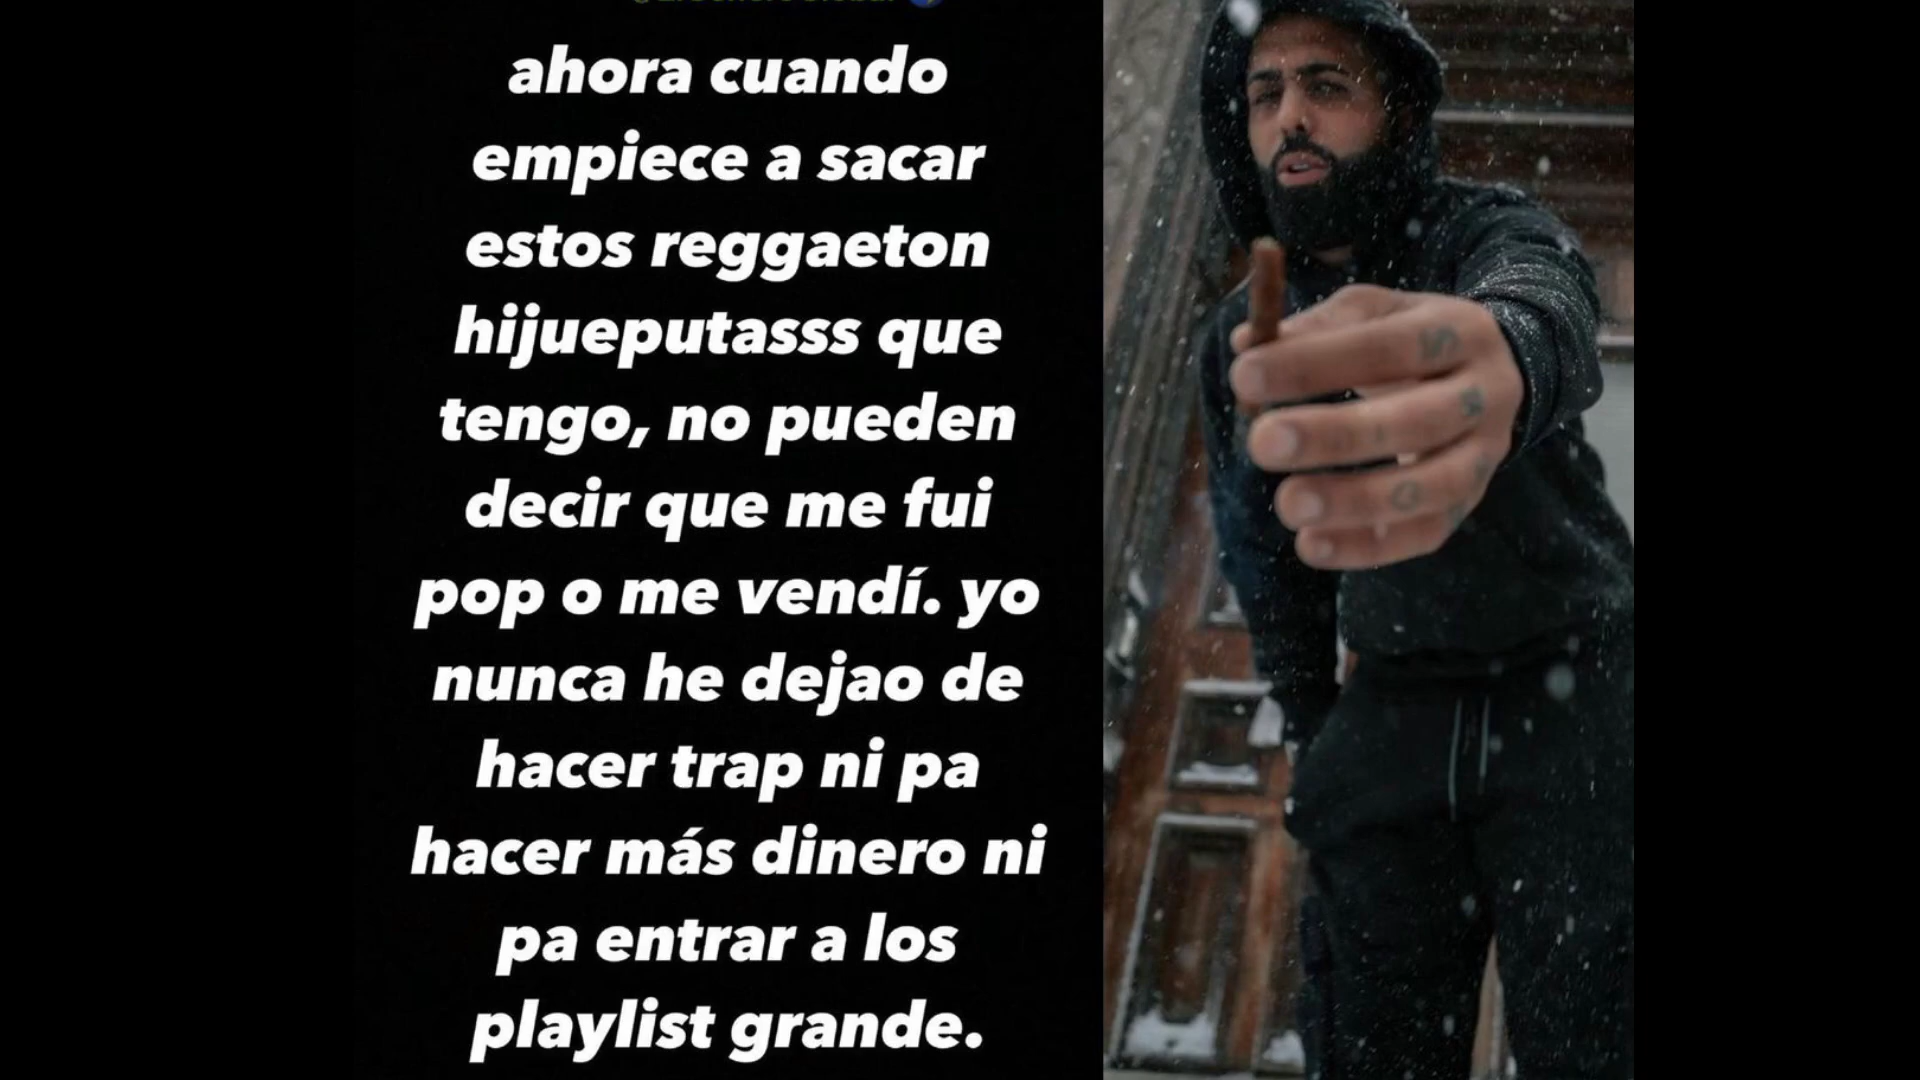 ahora cuando
empiece a sacar
estos reggaeton
hijueputasss que
tengo, no pueden
decir que me fui
pop o me vendí. yo
nunca he dejao de
hacer trap ni pa
hacer más dinero ni
pa entrar a los
playlist grande.